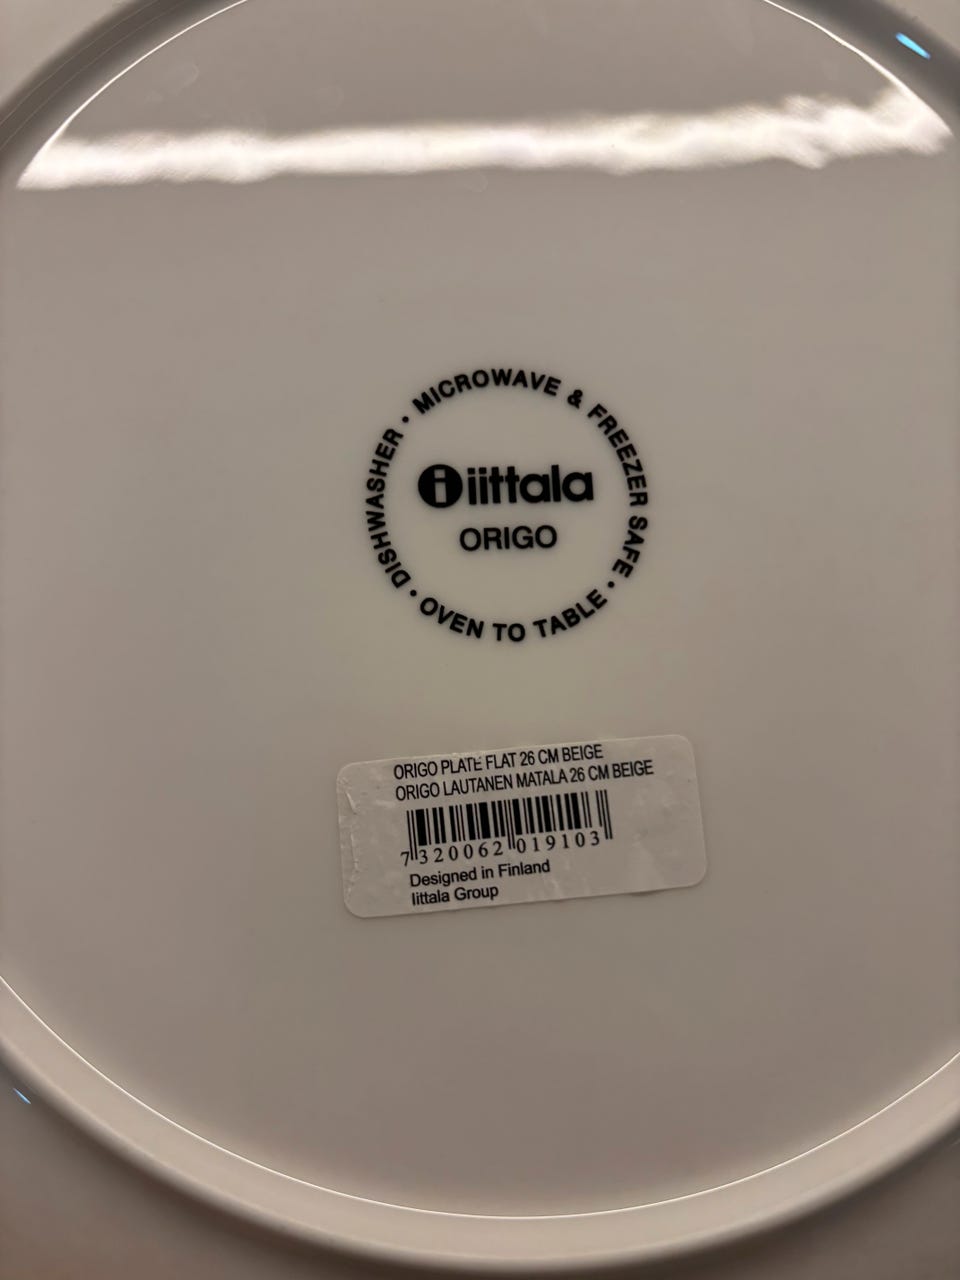 DISHWASHER • MICROWAVE & FREEZER SAFE • OVEN TO TABLE •
i iittala
ORIGO
ORIGO PLATE FLAT 26 CM BEIGE
ORIGO LAUTANEN MATALA 26 CM BEIGE
7 320062 019103
Designed in Finland
Iittala Group